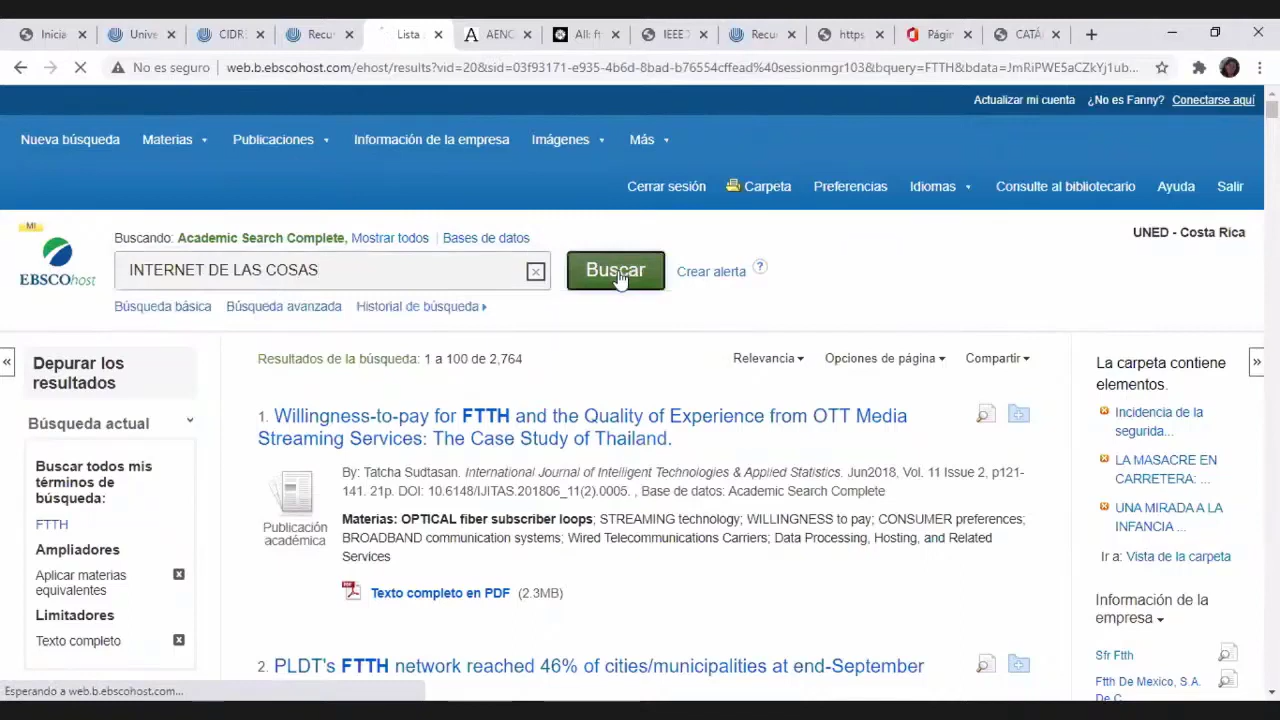 Inicia
Unive
CIDR
Recu
Lista
AENC
All: f
IEEE
Recu
https
Págin
CATÁ
No es seguro
web.b.ebscohost.com/ehost/results?vid=20&sid=03f93171-e935-4b6d-8bad-b76554cffead%40sessionmgr103&bquery=FTTH&bdata=JmRiPWE5aCZkYj1ub...
Actualizar mi cuenta ¿No es Fanny? Conectarse aquí
Nueva búsqueda Materias Publicaciones Información de la empresa Imágenes Más
Cerrar sesión Carpeta Preferencias Idiomas Consulte al bibliotecario Ayuda Salir
MI
EBSCOhost
Buscando: Academic Search Complete, Mostrar todos | Bases de datos
UNED - Costa Rica
INTERNET DE LAS COSAS
Buscar
Crear alerta
Búsqueda básica Búsqueda avanzada Historial de búsqueda
Depurar los
resultados
Búsqueda actual
Buscar todos mis
términos de
búsqueda:
FTTH
Ampliadores
Aplicar materias
equivalentes
Limitadores
Texto completo
Resultados de la búsqueda: 1 a 100 de 2,764
Relevancia Opciones de página Compartir
1. Willingness-to-pay for FTTH and the Quality of Experience from OTT Media
Streaming Services: The Case Study of Thailand.
Publicación
académica
By: Tatcha Sudtasan. International Journal of Intelligent Technologies & Applied Statistics. Jun2018, Vol. 11 Issue 2, p121-
141. 21p. DOI: 10.6148/IJITAS.201806_11(2).0005. , Base de datos: Academic Search Complete
Materias: OPTICAL fiber subscriber loops; STREAMING technology; WILLINGNESS to pay; CONSUMER preferences;
BROADBAND communication systems; Wired Telecommunications Carriers; Data Processing, Hosting, and Related
Services
Texto completo en PDF (2.3MB)
2. PLDT's FTTH network reached 46% of cities/municipalities at end-September
La carpeta contiene
elementos.
Incidencia de la
segurida...
LA MASACRE EN
CARRETERA: ...
UNA MIRADA A LA
INFANCIA ...
Ir a: Vista de la carpeta
Información de la
empresa
Sfr Ftth
Ftth De Mexico, S.A.
De C
Esperando a web.b.ebscohost.com...